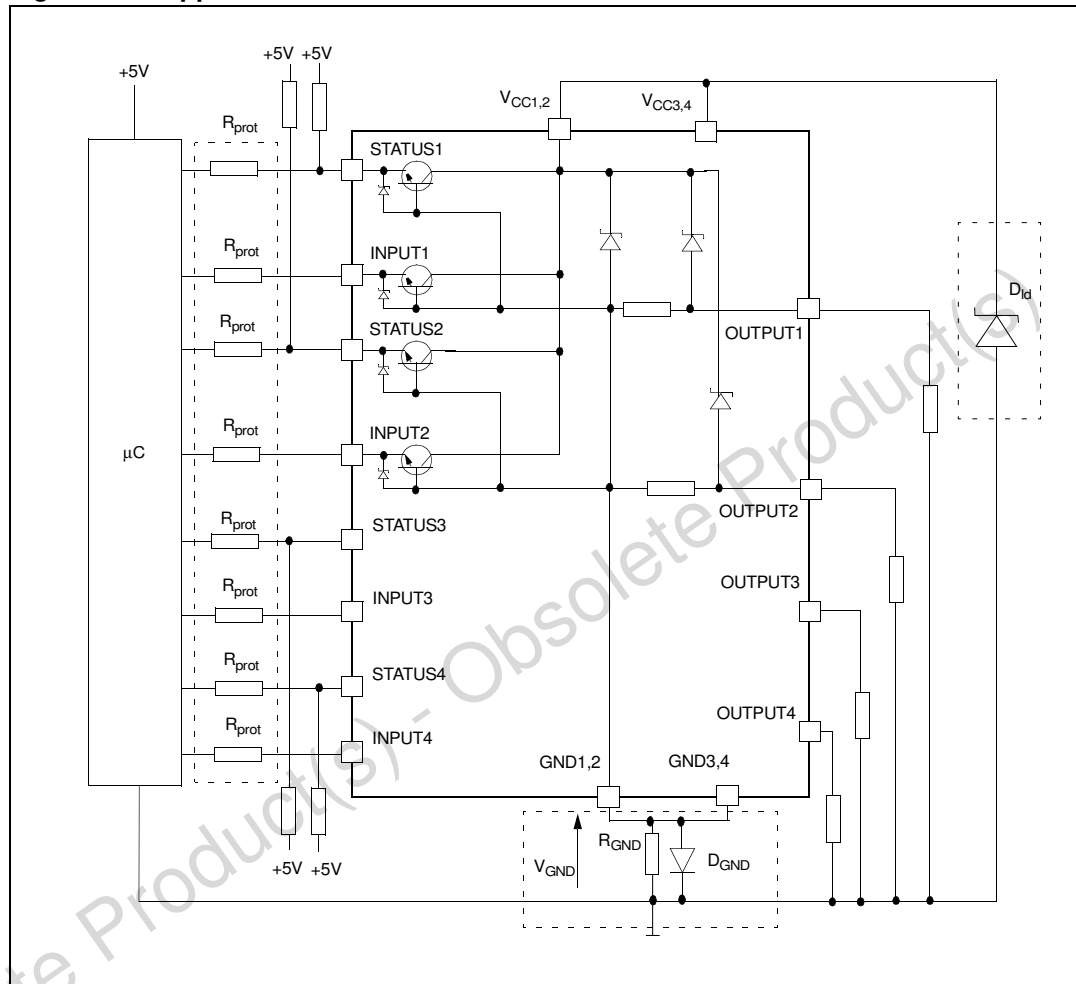 +5V +5V
+5V
VCC1,2
VCC3,4
Rprot
STATUS1
Rprot
INPUT1
Dld
Rprot
STATUS2
OUTPUT1
Rprot
INPUT2
μC
OUTPUT2
Rprot
STATUS3
OUTPUT3
Rprot
INPUT3
Rprot
STATUS4
OUTPUT4
Rprot
INPUT4
GND1,2
GND3,4
RGND
VGND
DGND
+5V +5V
te Product(s) - Obsolete Product(s)